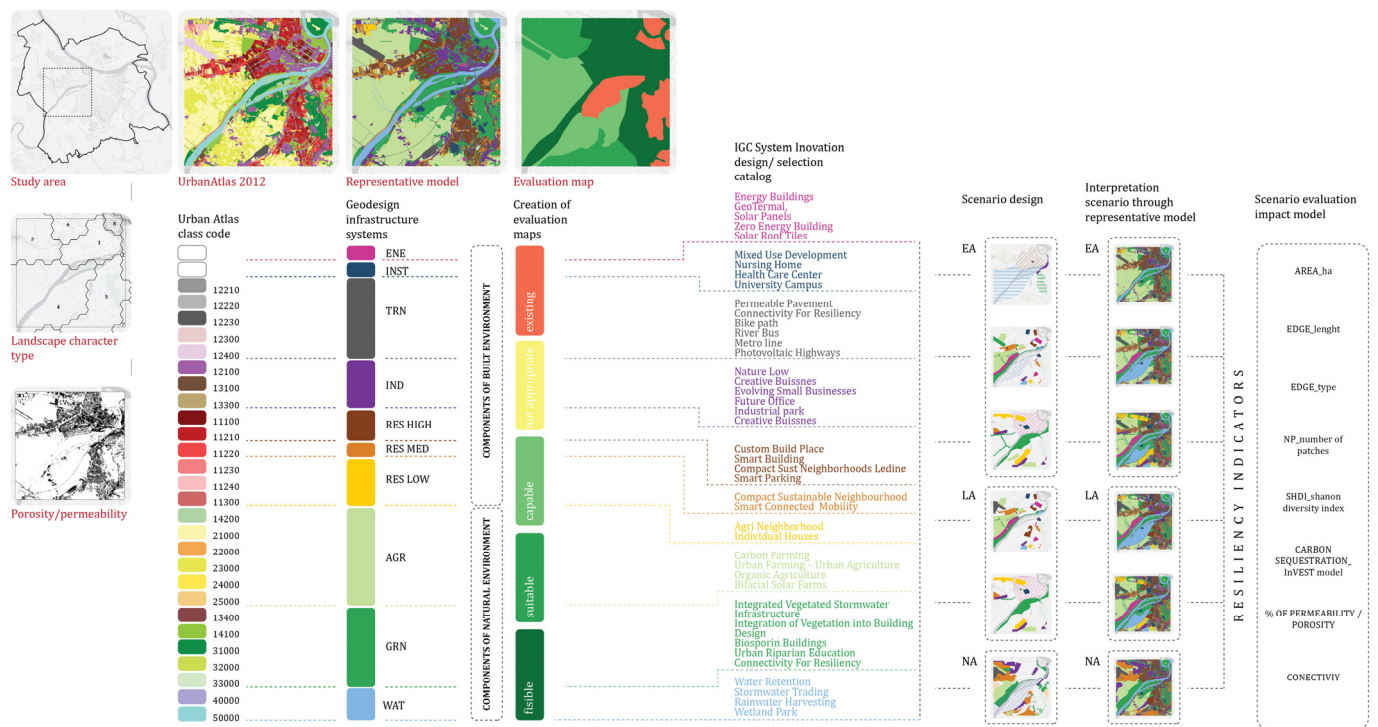 Study area
UrbanAtlas 2012
Representative model
Evaluation map
3
6
1
8
4
5
Landscape character
type
Porosity/permeability
Urban Atlas
class code
12210
12220
12230
12300
12400
12100
13100
13300
11100
11210
11220
11230
11240
11300
14200
21000
22000
23000
24000
25000
13400
14100
31000
32000
33000
40000
50000
Geodesign
infrastructure
systems
ENE
INST
TRN
IND
RES HIGH
RES MED
RES LOW
AGR
GRN
WAT
COMPONENTS OF BUILT ENVIRONMENT
COMPONENTS OF NATURAL ENVIRONMENT
Creation of
evaluation
maps
existing
not appropriate
capable
suitable
fisible
IGC System Inovation
design/ selection
catalog
Energy Buildings
GeoTermal,
Solar Panels
Zero Energy Building
Solar Roof Tiles
Mixed Use Development
Nursing Home
Health Care Center
University Campus
Permeable Pavement
Connectivity For Resiliency
Bike path
River Bus
Metro line
Photovoltaic Highways
Nature Low
Creative Buissnes
Evolving Small Businesses
Future Office
Industrial park
Creative Buissnes
Custom Build Place
Smart Building
Compact Sust Neighborhoods Ledine
Smart Parking
Compact Sustainable Neighbourhood
Smart Connected Mobility
Agri Neighborhood
Individual Houses
Carbon Farming
Urban Farming - Urban Agriculture
Organic Agriculture
Bifacial Solar Farms
Integrated Vegetated Stormwater
Infrastructure
Integration of Vegetation into Building
Design
Biosporin Buildings
Urban Riparian Education
Connectivity For Resiliency
Water Retention
Stormwater Trading
Rainwater Harvesting
Wetland Park
Scenario design
EA
LA
NA
Interpretation
scenario through
representative model
EA
LA
NA
RESILIENCY INDICATORS
Scenario evaluation
impact model
AREA_ha
EDGE_lenght
EDGE_type
NP_number of
patches
SHDI_shanon
diversity index
CARBON
SEQUESTRATION_
InVEST model
% OF PERMEABILITY /
POROSITY
CONECTIVIY